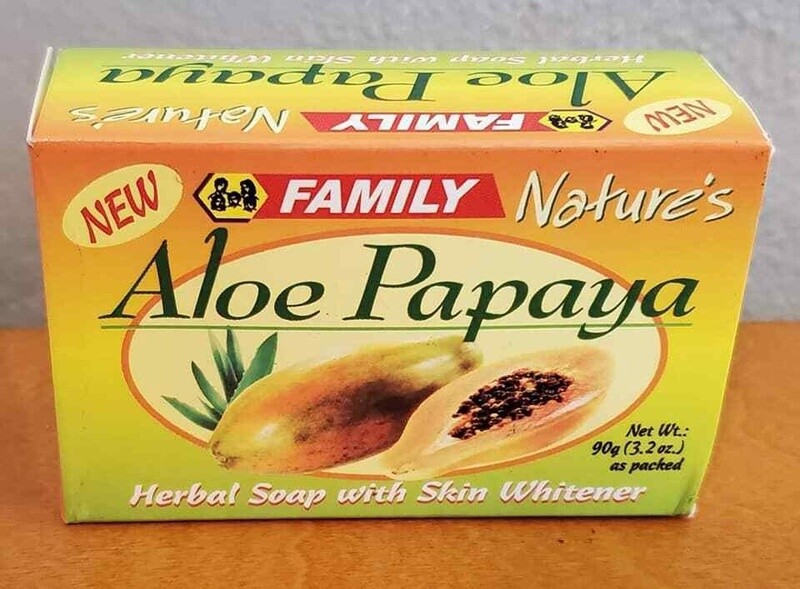 Herbal Soap with Skin Whitener
Aloe Papaya
NEW FAMILY Nature's
NEW FAMILY Nature's
Aloe Papaya
Net Wt.:
90g (3.2 oz.)
as packed
Herbal Soap with Skin Whitener